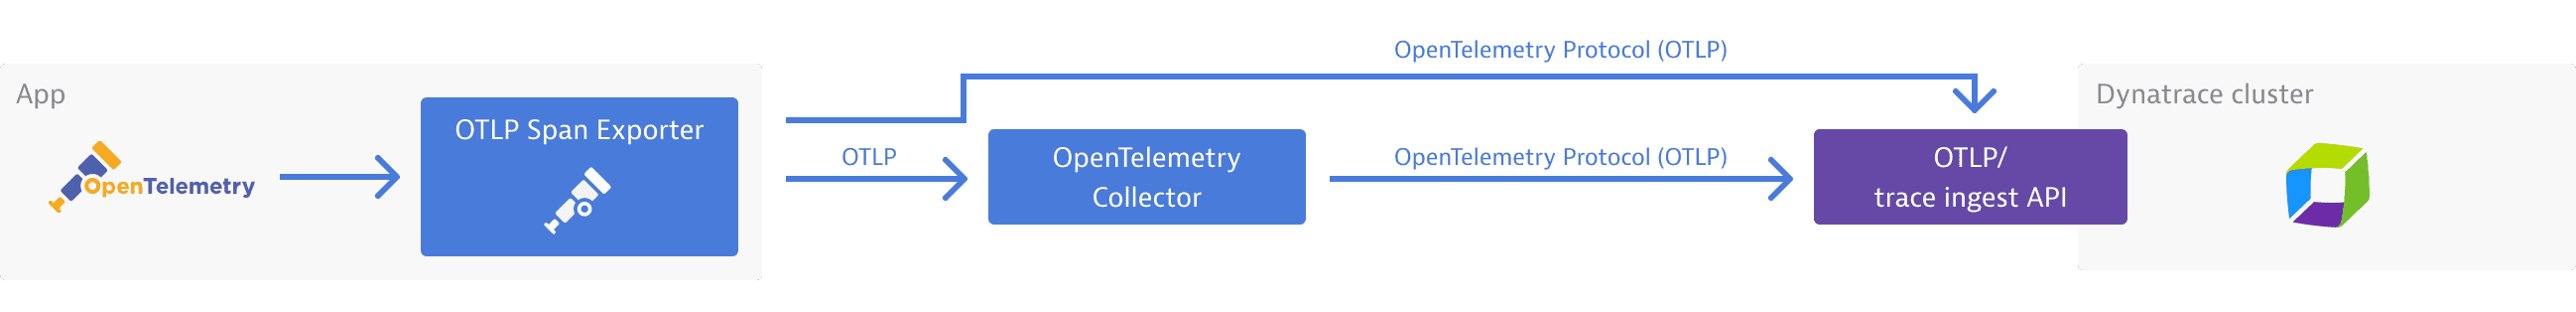 App
OpenTelemetry
OTLP Span Exporter
OpenTelemetry Protocol (OTLP)
OTLP
OpenTelemetry
Collector
OpenTelemetry Protocol (OTLP)
OTLP/
trace ingest API
Dynatrace cluster